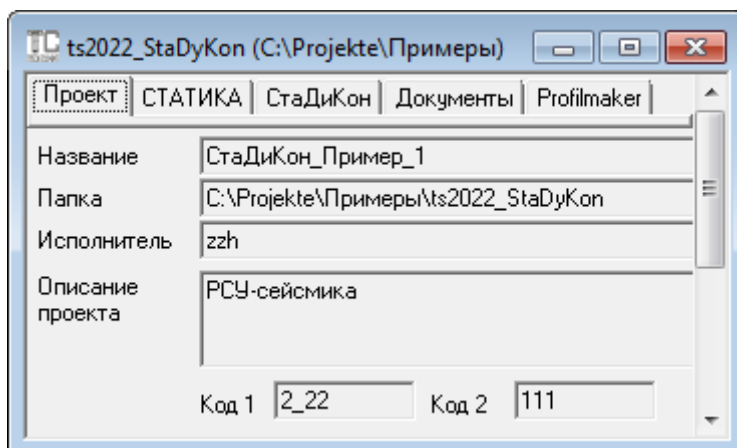 ts2022_StaDyKon (C:\Projekte\Примеры)
Проект СТАТИКА СтаДиКон Документы Profilmaker
Название СтаДиКон_Пример_1
Папка C:\Projekte\Примеры\ts2022_StaDyKon
Исполнитель zzh
Описание РСУ-сейсмика
проекта
Код 1 2_22 Код 2 111